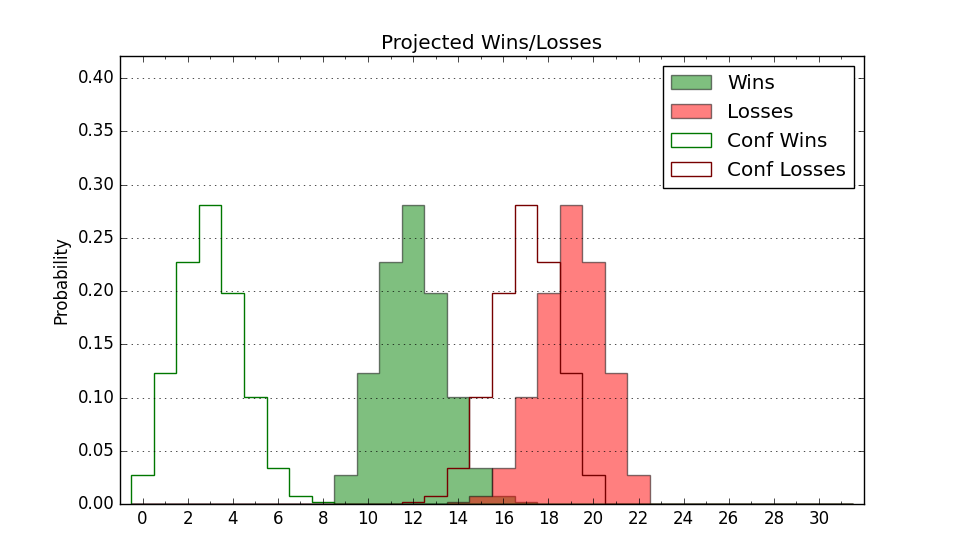 Projected Wins/Losses
Wins
Losses
Conf Wins
Conf Losses
Probability
0.40
0.35
0.30
0.25
0.20
0.15
0.10
0.05
0.00
0 2 4 6 8 10 12 14 16 18 20 22 24 26 28 30